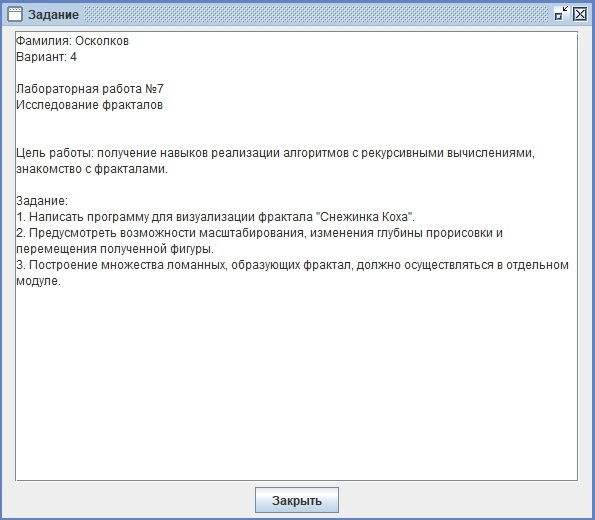 Задание
Фамилия: Осколков
Вариант: 4
Лабораторная работа №7
Исследование фракталов
Цель работы: получение навыков реализации алгоритмов с рекурсивными вычислениями,
знакомство с фракталами.
Задание:
1. Написать программу для визуализации фрактала "Снежинка Коха".
2. Предусмотреть возможности масштабирования, изменения глубины прорисовки и
перемещения полученной фигуры.
3. Построение множества ломанных, образующих фрактал, должно осуществляться в отдельном
модуле.
Закрыть